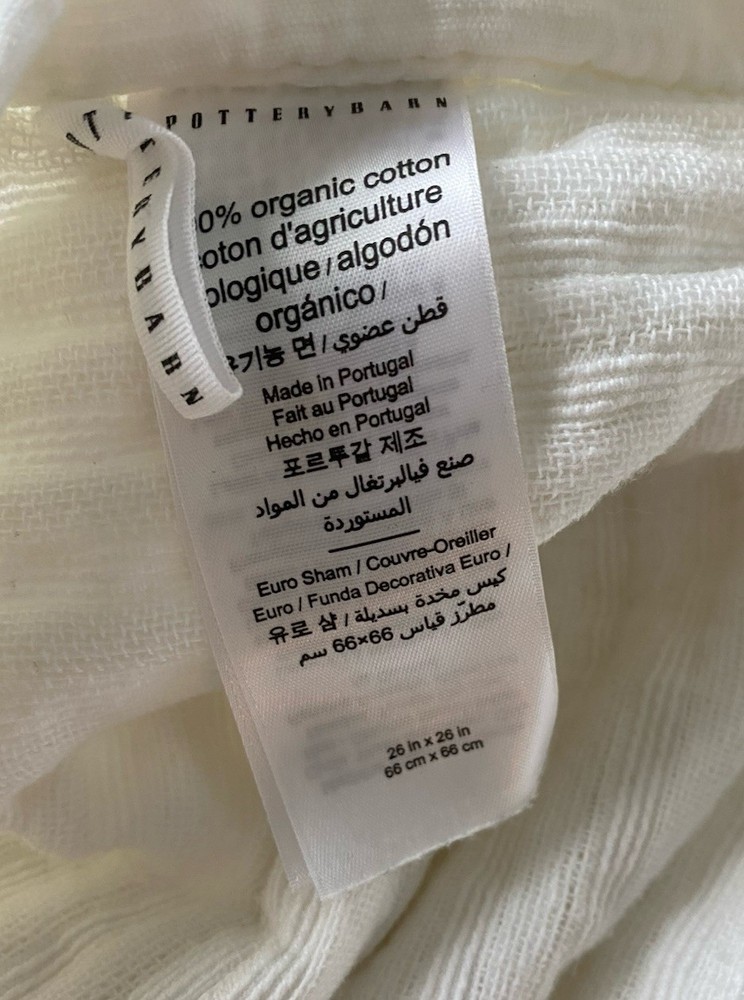 POTTERYBARN
TERYBARN
0% organic cotton
coton d'agriculture
ologique / algodón
orgánico /
유기농 면 / قطن عضوي
Made in Portugal
Fait au Portugal
Hecho en Portugal
포르투갈 제조
صنع فيالبرتغال من المواد
المستوردة
Euro Sham / Couvre-Oreiller
Euro / Funda Decorativa Euro /
유로 샴 / كيس مخدة بسديلة
مطرّز قياس 66×66 سم
26 in x 26 in
66 cm x 66 cm